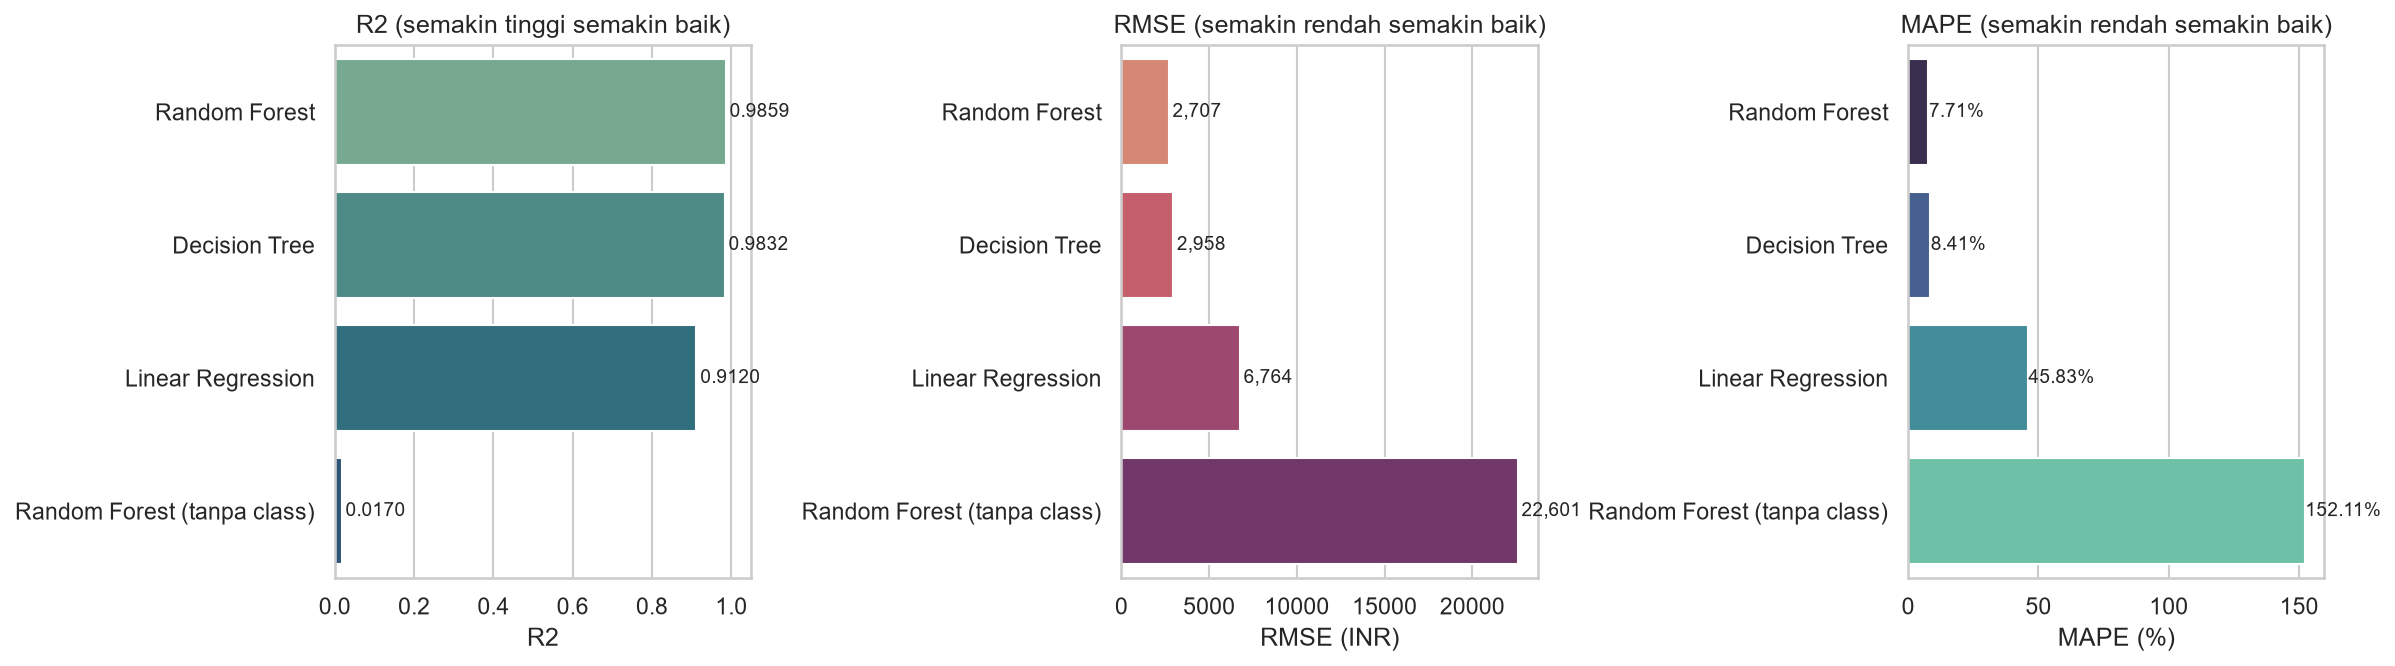 R2 (semakin tinggi semakin baik)
Random Forest
0.9859
Decision Tree
0.9832
Linear Regression
0.9120
Random Forest (tanpa class)
0.0170
0.0 0.2 0.4 0.6 0.8 1.0
R2
RMSE (semakin rendah semakin baik)
Random Forest
2,707
Decision Tree
2,958
Linear Regression
6,764
Random Forest (tanpa class)
22,601
0 5000 10000 15000 20000
RMSE (INR)
MAPE (semakin rendah semakin baik)
Random Forest
7.71%
Decision Tree
8.41%
Linear Regression
45.83%
Random Forest (tanpa class)
152.11%
0 50 100 150
MAPE (%)